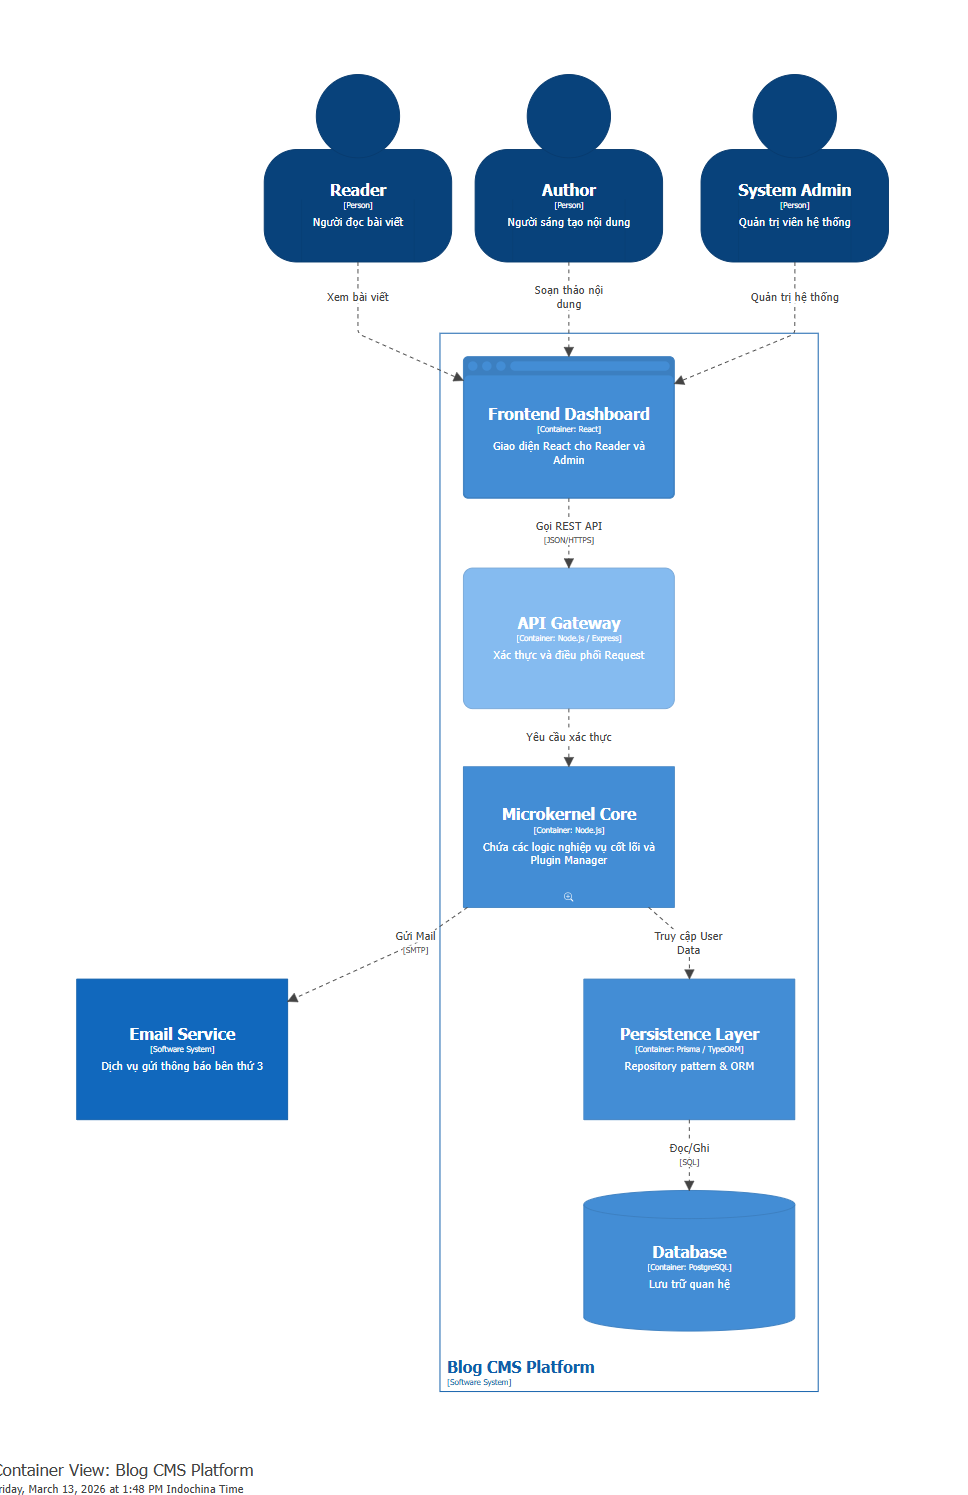 Reader
[Person]
Người đọc bài viết
Author
[Person]
Người sáng tạo nội dung
System Admin
[Person]
Quản trị viên hệ thống
Xem bài viết
Soạn thảo nội
dung
Quản trị hệ thống
Frontend Dashboard
[Container: React]
Giao diện React cho Reader và
Admin
Gọi REST API
[JSON/HTTPS]
API Gateway
[Container: Node.js / Express]
Xác thực và điều phối Request
Yêu cầu xác thực
Microkernel Core
[Container: Node.js]
Chứa các logic nghiệp vụ cốt lõi và
Plugin Manager
Gửi Mail
[SMTP]
Truy cập User
Data
Email Service
[Software System]
Dịch vụ gửi thông báo bên thứ 3
Persistence Layer
[Container: Prisma / TypeORM]
Repository pattern & ORM
Đọc/Ghi
[SQL]
Database
[Container: PostgreSQL]
Lưu trữ quan hệ
Blog CMS Platform
[Software System]
Container View: Blog CMS Platform
riday, March 13, 2026 at 1:48 PM Indochina Time